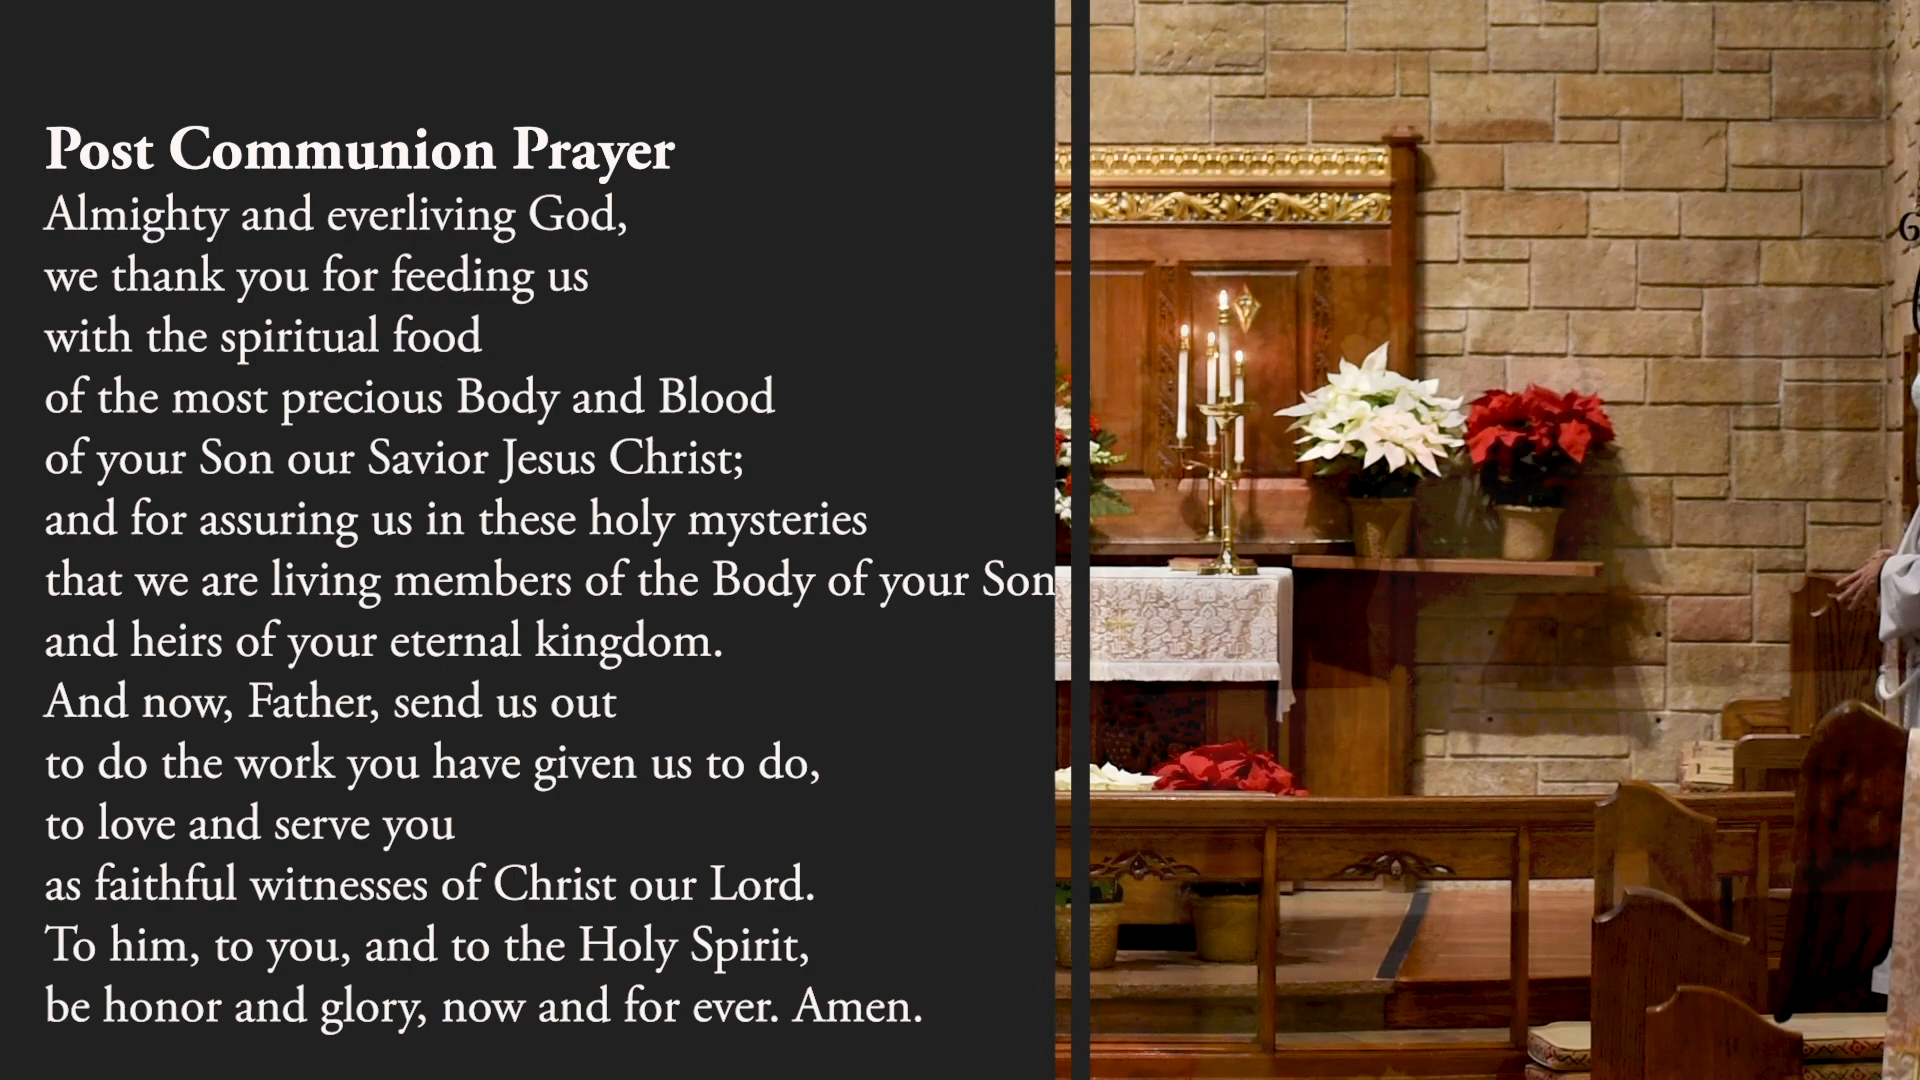 Post Communion Prayer
Almighty and everliving God,
we thank you for feeding us
with the spiritual food
of the most precious Body and Blood
of your Son our Savior Jesus Christ;
and for assuring us in these holy mysteries
that we are living members of the Body of your Son
and heirs of your eternal kingdom.
And now, Father, send us out
to do the work you have given us to do,
to love and serve you
as faithful witnesses of Christ our Lord.
To him, to you, and to the Holy Spirit,
be honor and glory, now and for ever. Amen.